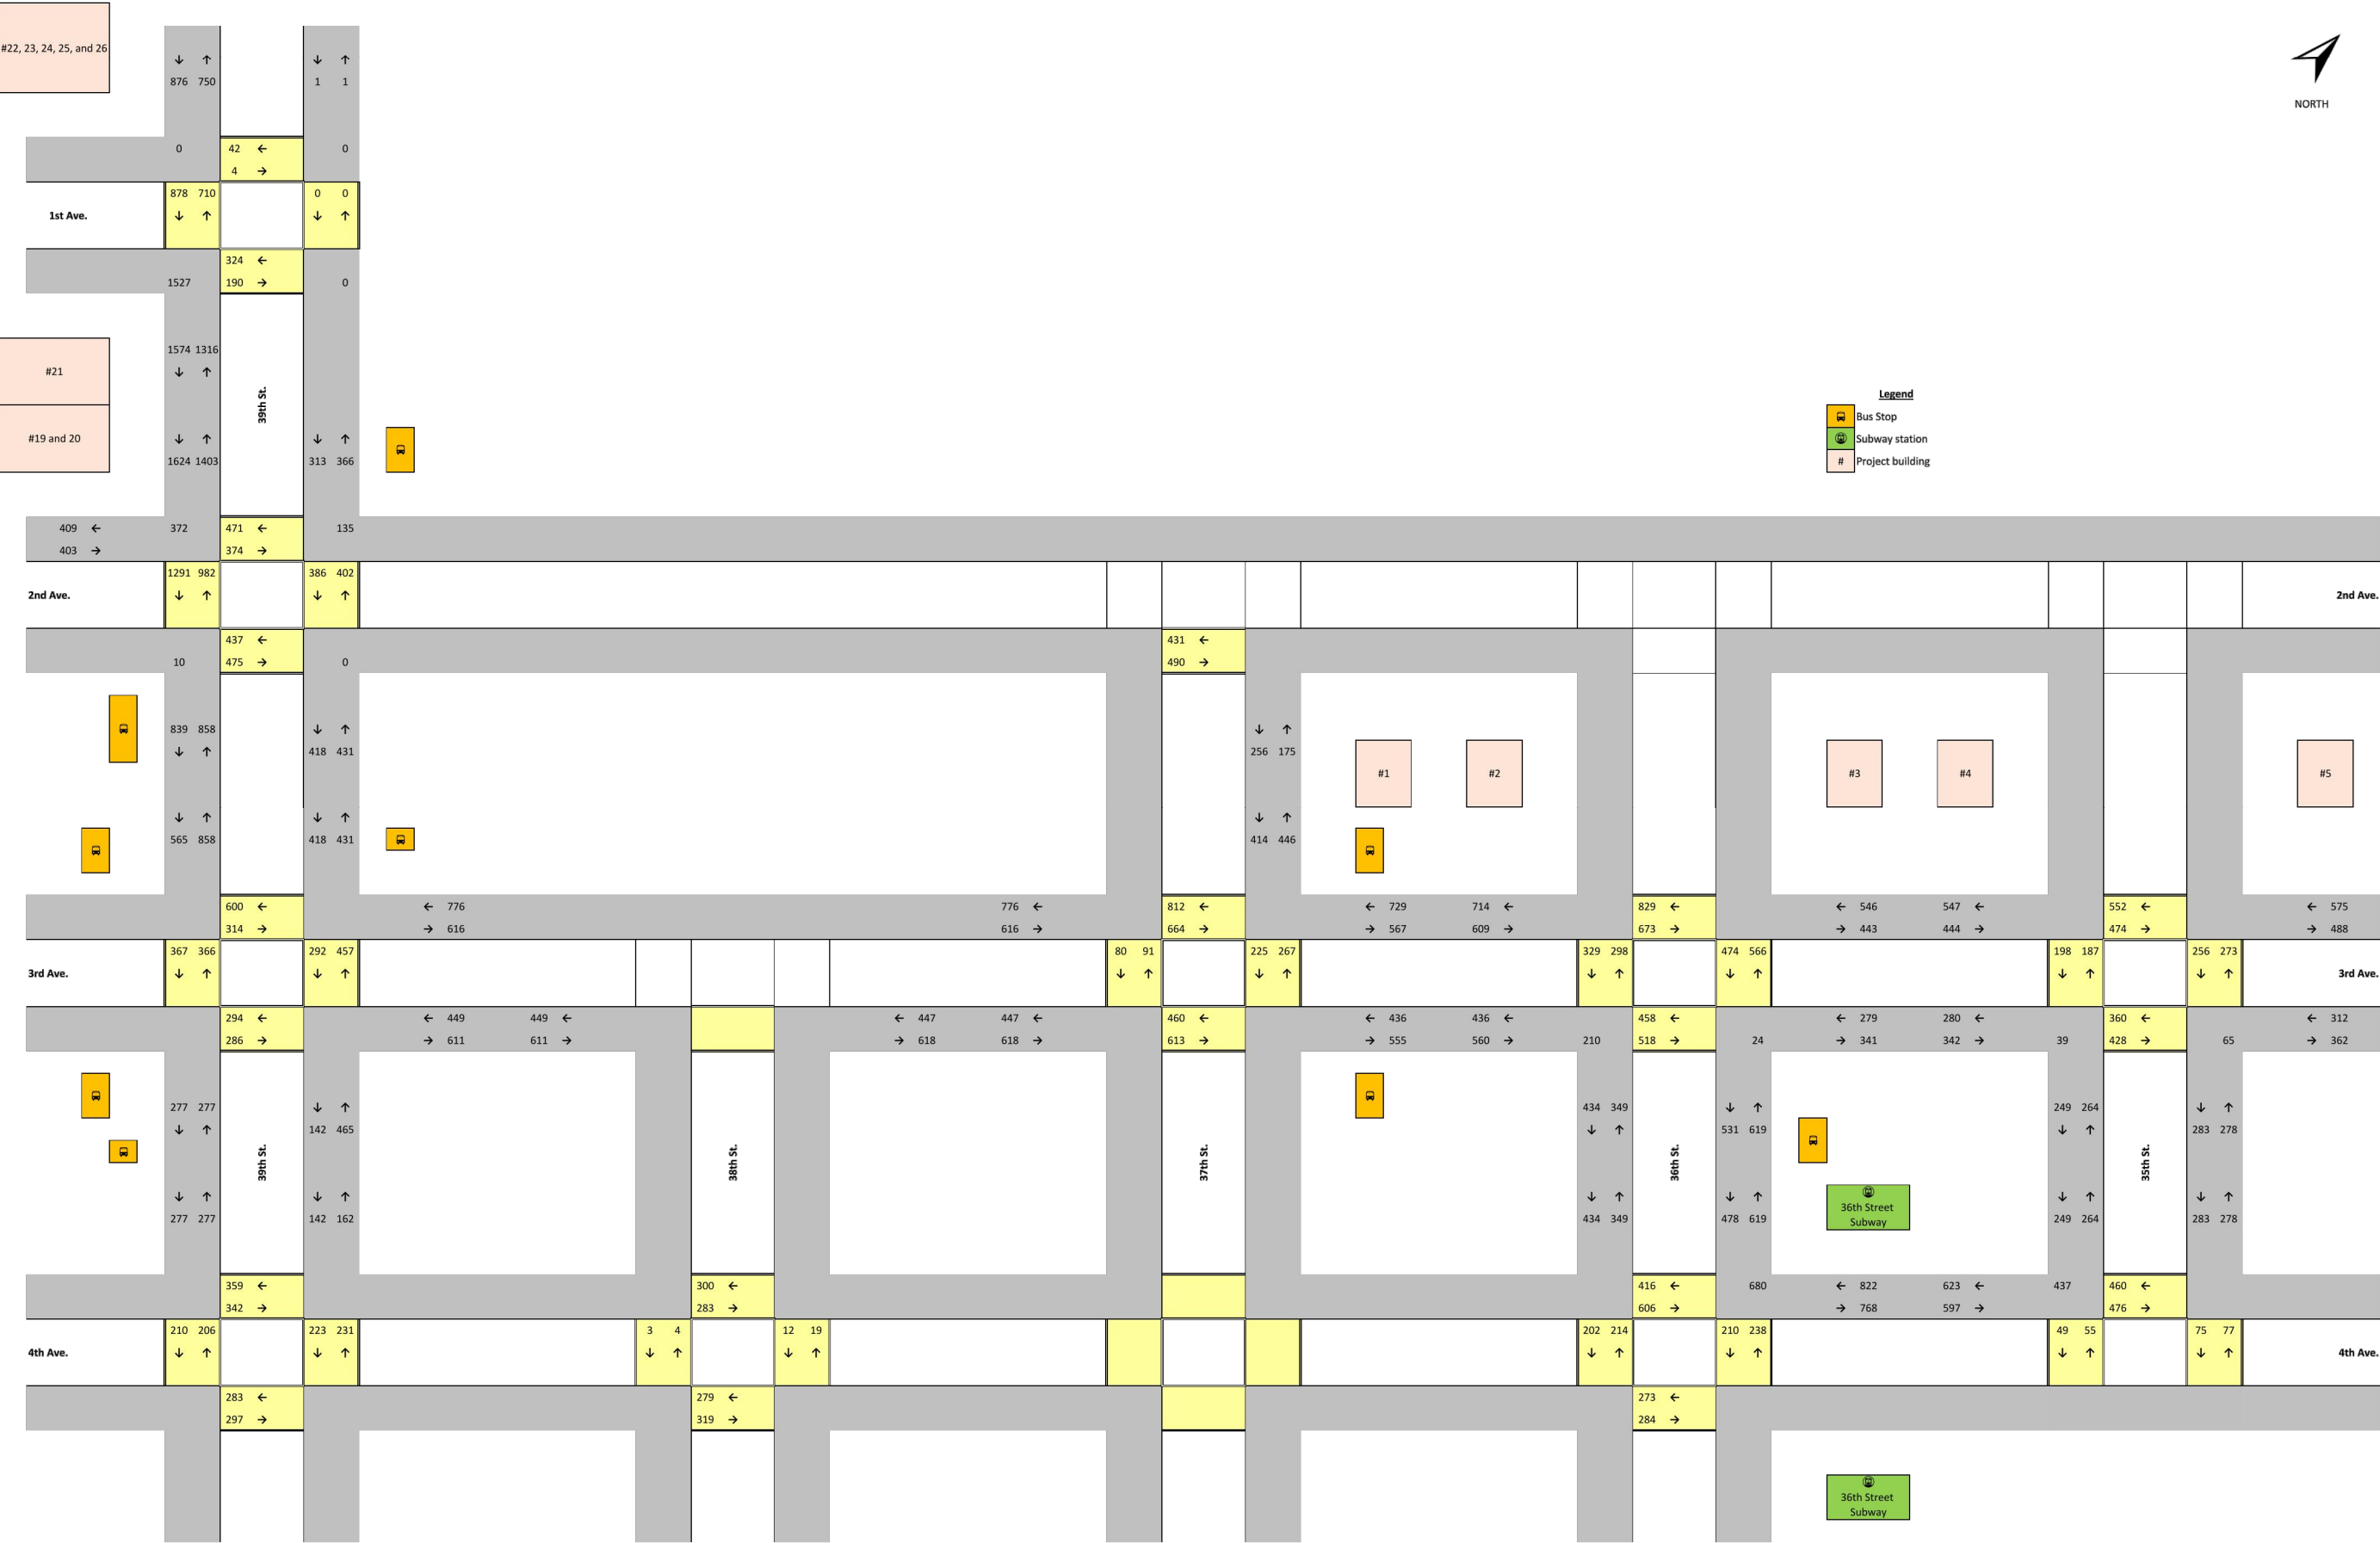 #22, 23, 24, 25, and 26
↓ ↑ ↓ ↑
876 750 1 1
NORTH
0 42 ← 0
4 →
878 710 0 0
1st Ave. ↓ ↑ ↓ ↑
324 ←
1527 190 → 0
1574 1316
#21 ↓ ↑
39th St.
Legend
Bus Stop
Subway station
# Project building
#19 and 20 ↓ ↑ ↓ ↑
1624 1403 313 366
409 ← 372 471 ← 135
403 → 374 →
1291 982 386 402
2nd Ave. ↓ ↑ ↓ ↑ 2nd Ave.
437 ← 431 ←
10 475 → 0 490 →
839 858 ↓ ↑ ↓ ↑
↓ ↑ 418 431 256 175
#1 #2 #3 #4 #5
↓ ↑ ↓ ↑ ↓ ↑
565 858 418 431 414 446
600 ← ← 776 776 ← 812 ← ← 729 714 ← 829 ← ← 546 547 ← 552 ← ← 575
314 → → 616 616 → 664 → → 567 609 → 673 → → 443 444 → 474 → → 488
367 366 292 457 80 91 225 267 329 298 474 566 198 187 256 273
3rd Ave. ↓ ↑ ↓ ↑ ↓ ↑ ↓ ↑ ↓ ↑ ↓ ↑ ↓ ↑ ↓ ↑ 3rd Ave.
294 ← ← 449 449 ← ← 447 447 ← 460 ← ← 436 436 ← 458 ← ← 279 280 ← 360 ← ← 312
286 → → 611 611 → → 618 618 → 613 → → 555 560 → 210 518 → 24 → 341 342 → 39 428 → 65 → 362
277 277 ↓ ↑ 434 349 ↓ ↑ 249 264 ↓ ↑
↓ ↑ 142 465 ↓ ↑ 531 619 ↓ ↑ 283 278
39th St. 38th St. 37th St. 36th St. 35th St.
↓ ↑ ↓ ↑ ↓ ↑ ↓ ↑ ↓ ↑ ↓ ↑
277 277 142 162 434 349 478 619 249 264 283 278
36th Street
Subway
359 ← 300 ← 416 ← 680 ← 822 623 ← 437 460 ←
342 → 283 → 606 → → 768 597 → 476 →
210 206 223 231 3 4 12 19 202 214 210 238 49 55 75 77
4th Ave. ↓ ↑ ↓ ↑ ↓ ↑ ↓ ↑ ↓ ↑ ↓ ↑ ↓ ↑ ↓ ↑ 4th Ave.
283 ← 279 ← 273 ←
297 → 319 → 284 →
36th Street
Subway